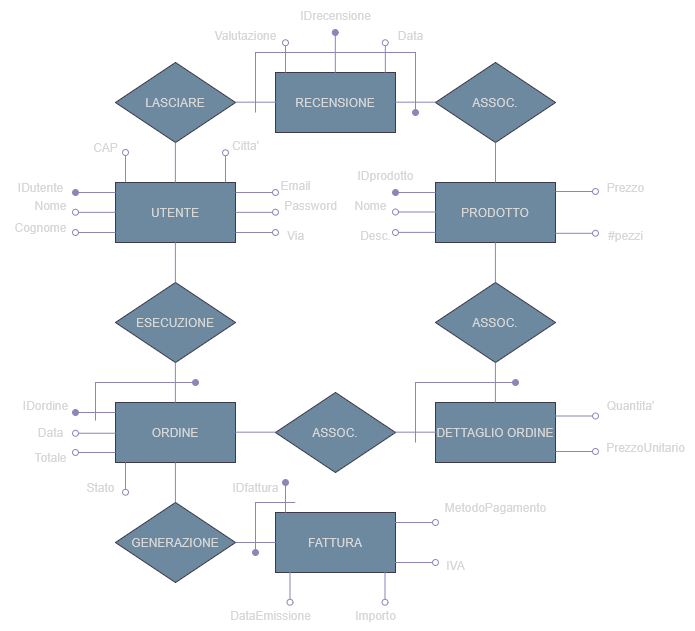 IDrecensione
Valutazione
Data
LASCIARE
RECENSIONE
ASSOC.
CAP
Citta'
IDutente
Nome
Cognome
UTENTE
Email
Password
Via
IDprodotto
Nome
Desc.
PRODOTTO
Prezzo
#pezzi
ESECUZIONE
ASSOC.
IDordine
Data
Totale
Stato
ORDINE
ASSOC.
DETTAGLIO ORDINE
Quantita'
PrezzoUnitario
GENERAZIONE
IDfattura
FATTURA
MetodoPagamento
IVA
DataEmissione
Importo